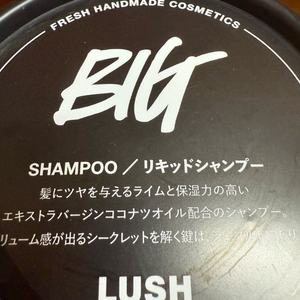 FRESH HANDMADE COSMETICS
BIG
SHAMPOO / リキッドシャンプー
髪にツヤを与えるライムと保湿力の高い
エキストラバージンココナツオイル配合のシャンプー。
リューム感が出るシークレットを解く鍵は、
LUSH